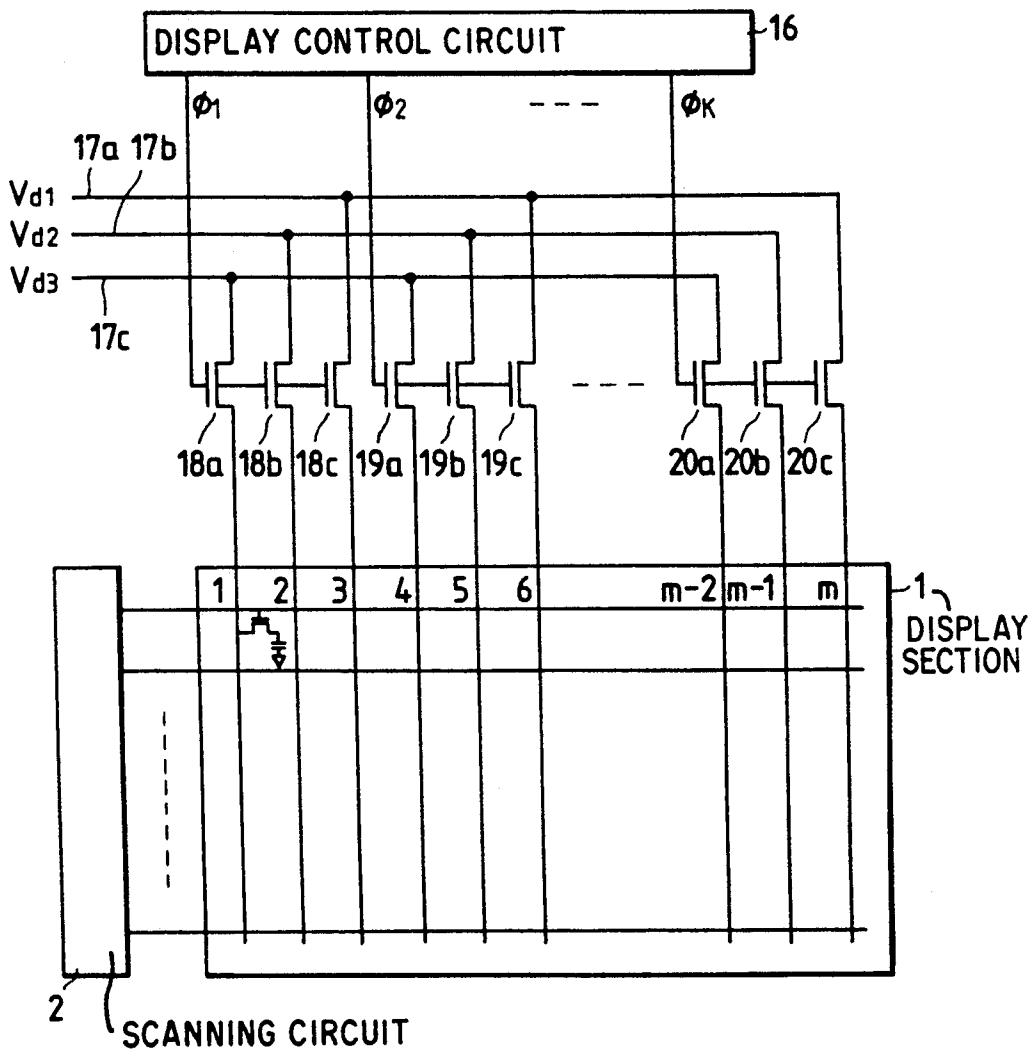 DISPLAY CONTROL CIRCUIT
16
ϕ1 ϕ2 ϕK
17a 17b
Vd1
Vd2
Vd3
17c
18a 18b 18c 19a 19b 19c 20a 20b 20c
1 2 3 4 5 6 m-2 m-1 m
1
DISPLAY
SECTION
2
SCANNING CIRCUIT